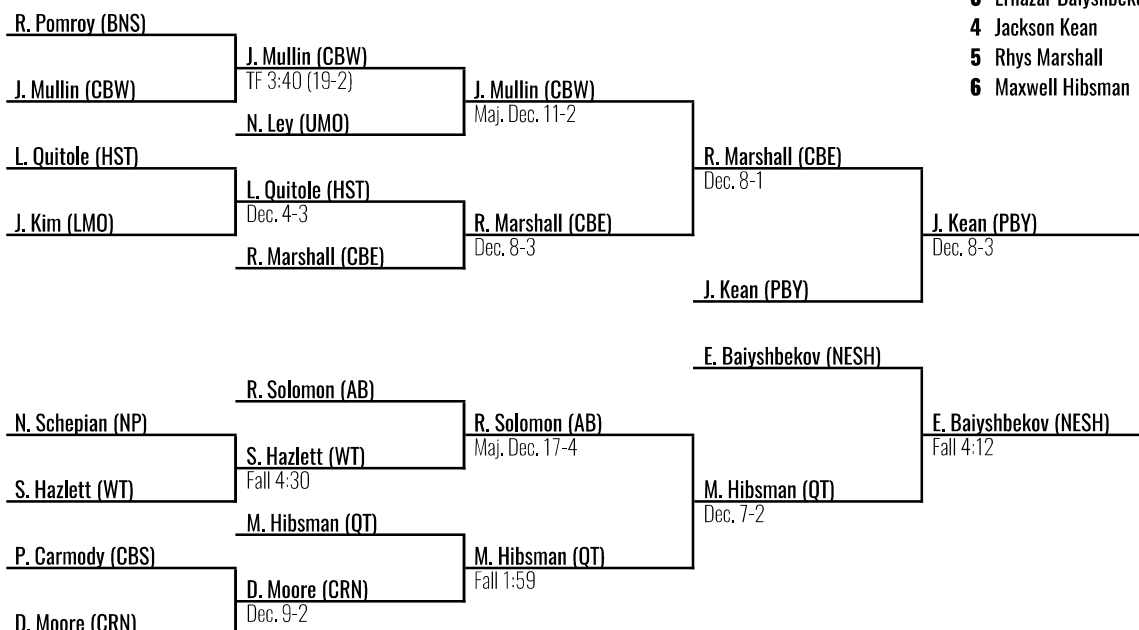 3 Ernazar Baiyshbekov
4 Jackson Kean
5 Rhys Marshall
6 Maxwell Hibsman
R. Pomroy (BNS)
J. Mullin (CBW)
L. Quitole (HST)
J. Kim (LMO)
J. Mullin (CBW)
TF 3:40 (19-2)
N. Ley (UMO)
L. Quitole (HST)
Dec. 4-3
R. Marshall (CBE)
J. Mullin (CBW)
Maj. Dec. 11-2
R. Marshall (CBE)
Dec. 8-3
R. Marshall (CBE)
Dec. 8-1
J. Kean (PBY)
J. Kean (PBY)
Dec. 8-3
N. Schepian (NP)
S. Hazlett (WT)
P. Carmody (CBS)
D. Moore (CRN)
R. Solomon (AB)
S. Hazlett (WT)
Fall 4:30
M. Hibsman (QT)
D. Moore (CRN)
Dec. 9-2
R. Solomon (AB)
Maj. Dec. 17-4
M. Hibsman (QT)
Fall 1:59
E. Baiyshbekov (NESH)
M. Hibsman (QT)
Dec. 7-2
E. Baiyshbekov (NESH)
Fall 4:12